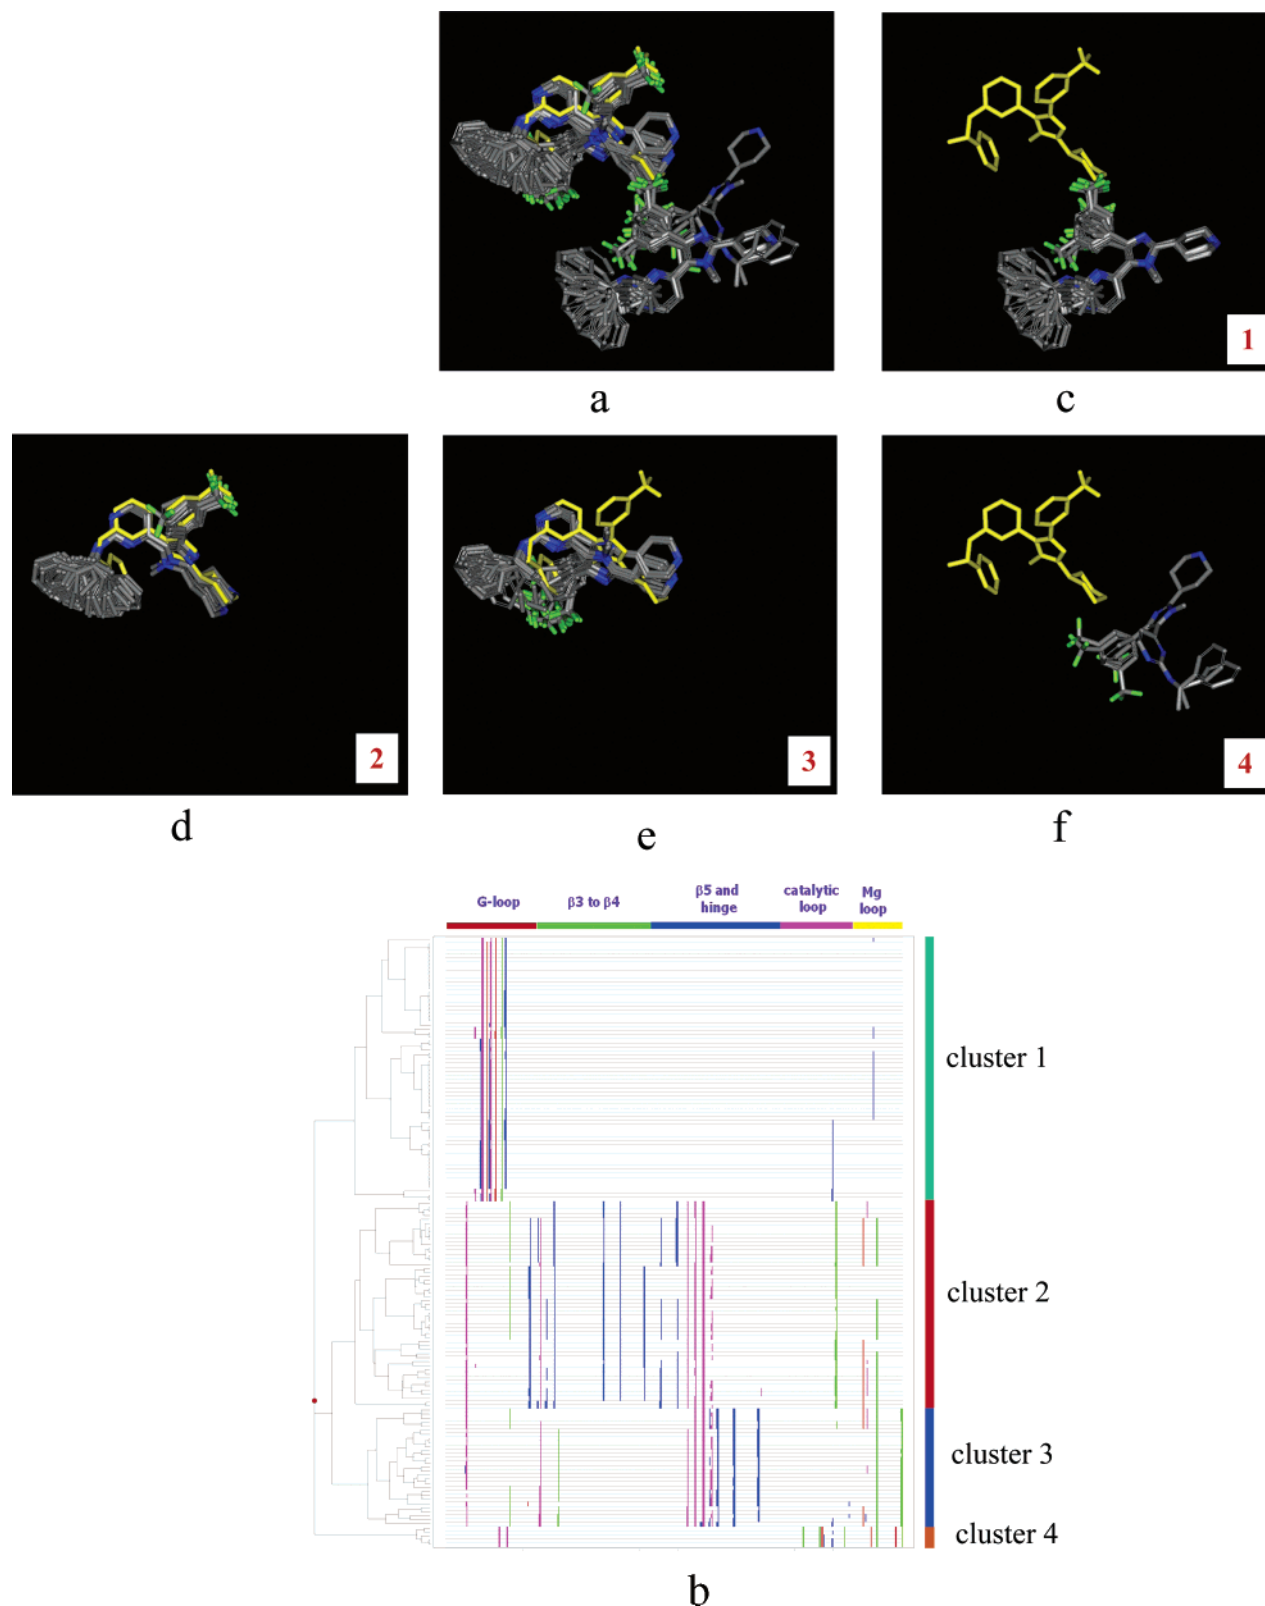 1
a
c
2
3
4
d
e
f
G-loop
β3 to β4
β5 and
hinge
catalytic
loop
Mg
loop
cluster 1
cluster 2
cluster 3
cluster 4
b